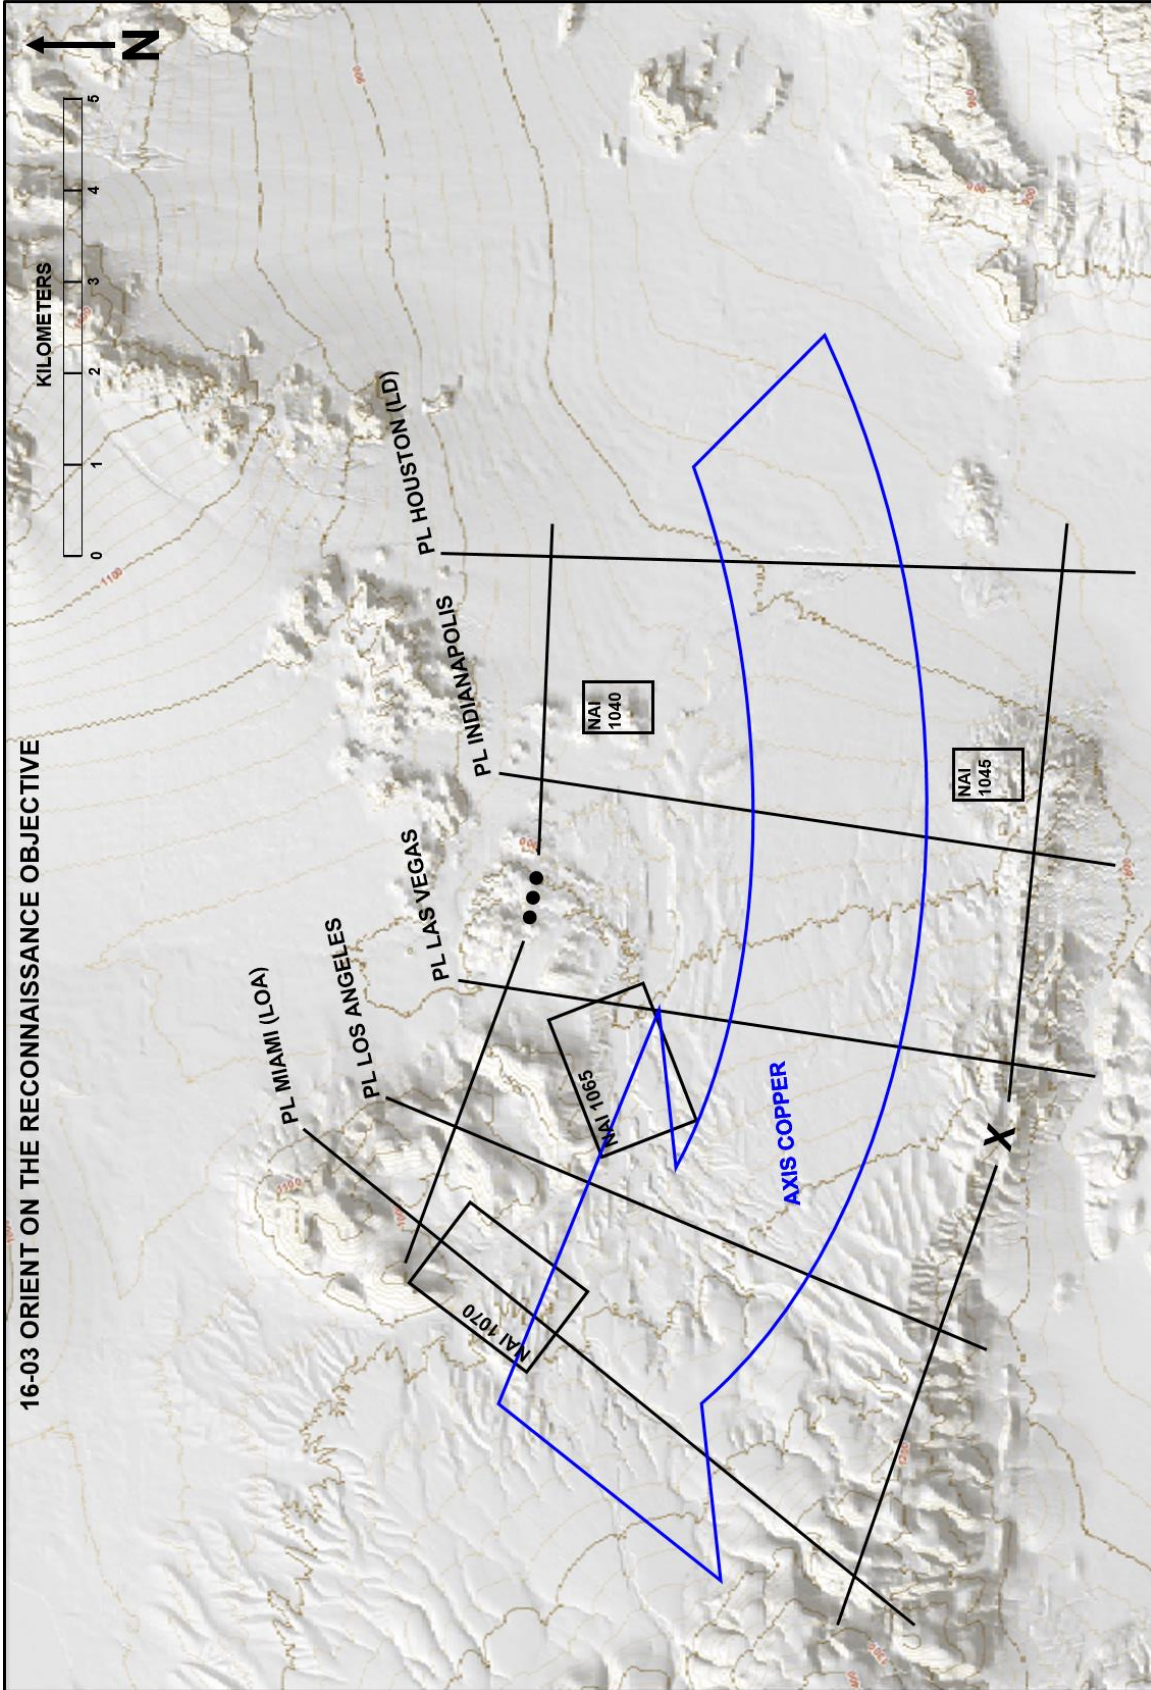 16-03 ORIENT ON THE RECONNAISSANCE OBJECTIVE
KILOMETERS
0 1 2 3 4 5
N
1100
PL MIAMI (LOA)
PL LOS ANGELES
PL LAS VEGAS
PL INDIANAPOLIS
PL HOUSTON (LD)
NAI 1070
NAI 1065
NAI
1040
AXIS COPPER
NAI
1045
X
1200